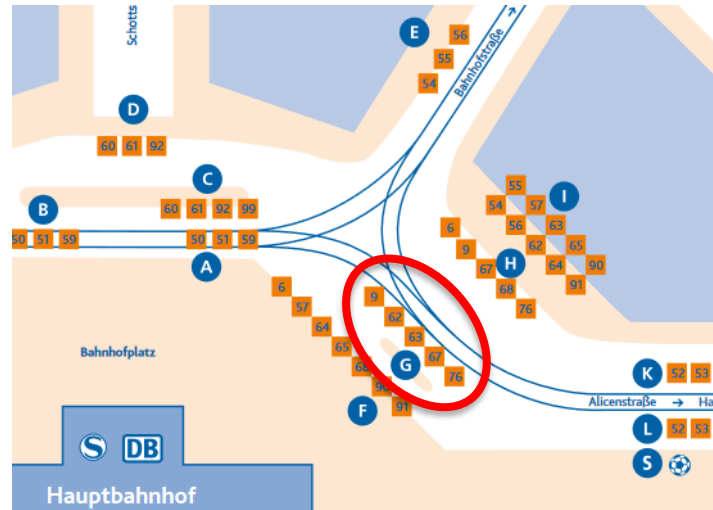 Schotts
E
56
55
54
Bahnhofstraße →
D
60 61 92
C
60 61 92 99
B
50 51 59
50 51 59
A
I
55
54 57
56 63
62 65
64 90
91
H
6
9
67
68
76
6
57
64
65
68
90
91
F
9
62
63
67
76
G
Bahnhofplatz
K 52 53
Alicenstraße → Ha
L 52 53
S
S DB
Hauptbahnhof